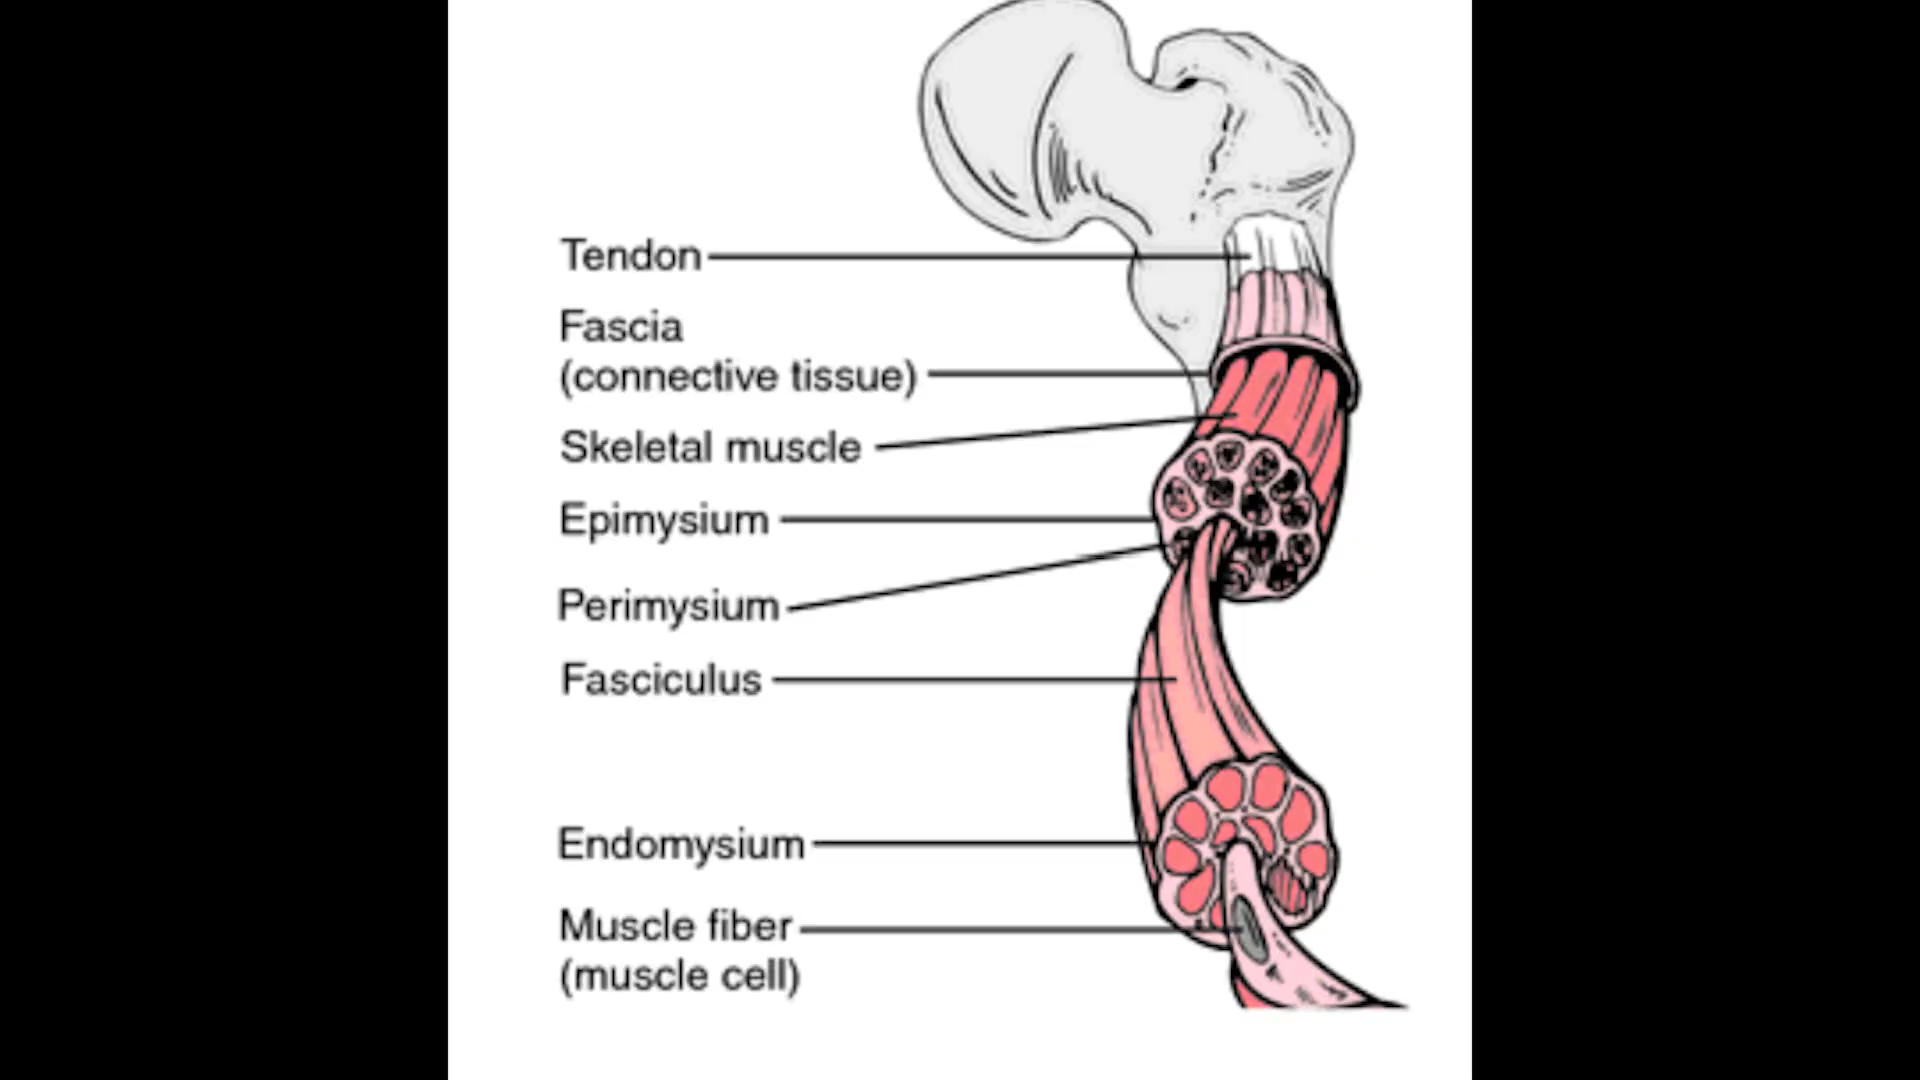 Tendon
Fascia
(connective tissue)
Skeletal muscle
Epimysium
Perimysium
Fasciculus
Endomysium
Muscle fiber
(muscle cell)